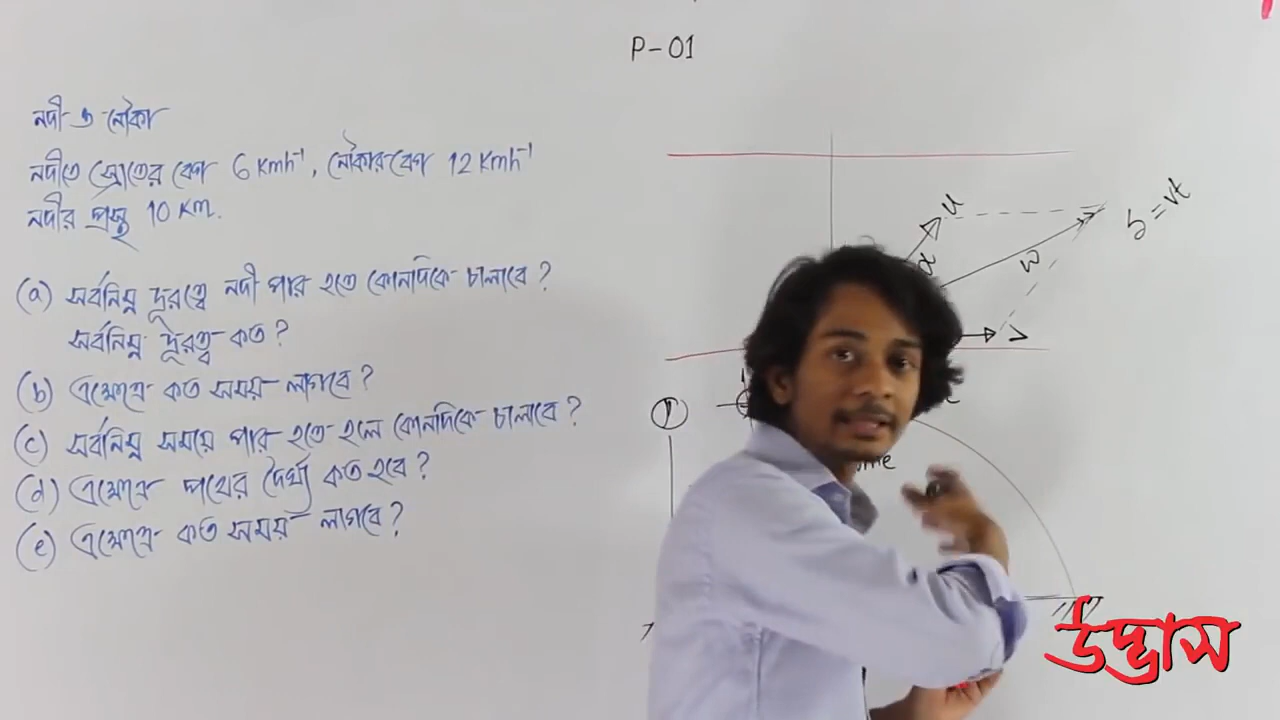 P-01
নদী ও নৌকা
নদীতে স্রোতের বেগ 6 Kmh⁻¹, নৌকার বেগ 12 Kmh⁻¹
নদীর প্রস্থ 10 Km.
(a) সর্বনিম্ন দূরত্বে নদী পার হতে কোনদিকে চালাবে?
সর্বনিম্ন দূরত্ব কত?
(b) এক্ষেত্রে কত সময় লাগবে?
(c) সর্বনিম্ন সময়ে পার হতে হলে কোনদিকে চালাবে?
(d) এক্ষেত্রে পথের দৈর্ঘ্য কত হবে?
(e) এক্ষেত্রে কত সময় লাগবে?
u
α
w
v
s = vt
1
উদ্ভাস